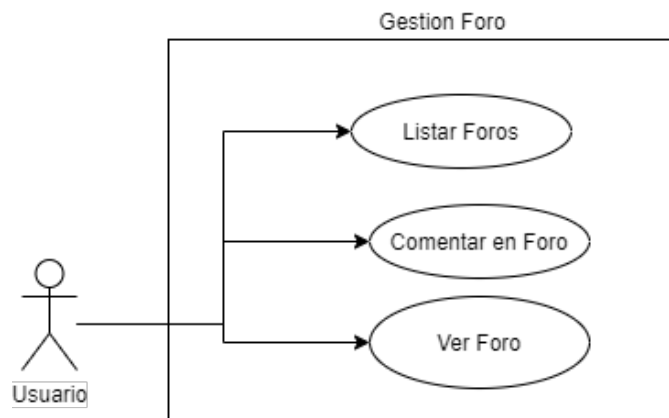 Gestion Foro
Listar Foros
Comentar en Foro
Ver Foro
Usuario